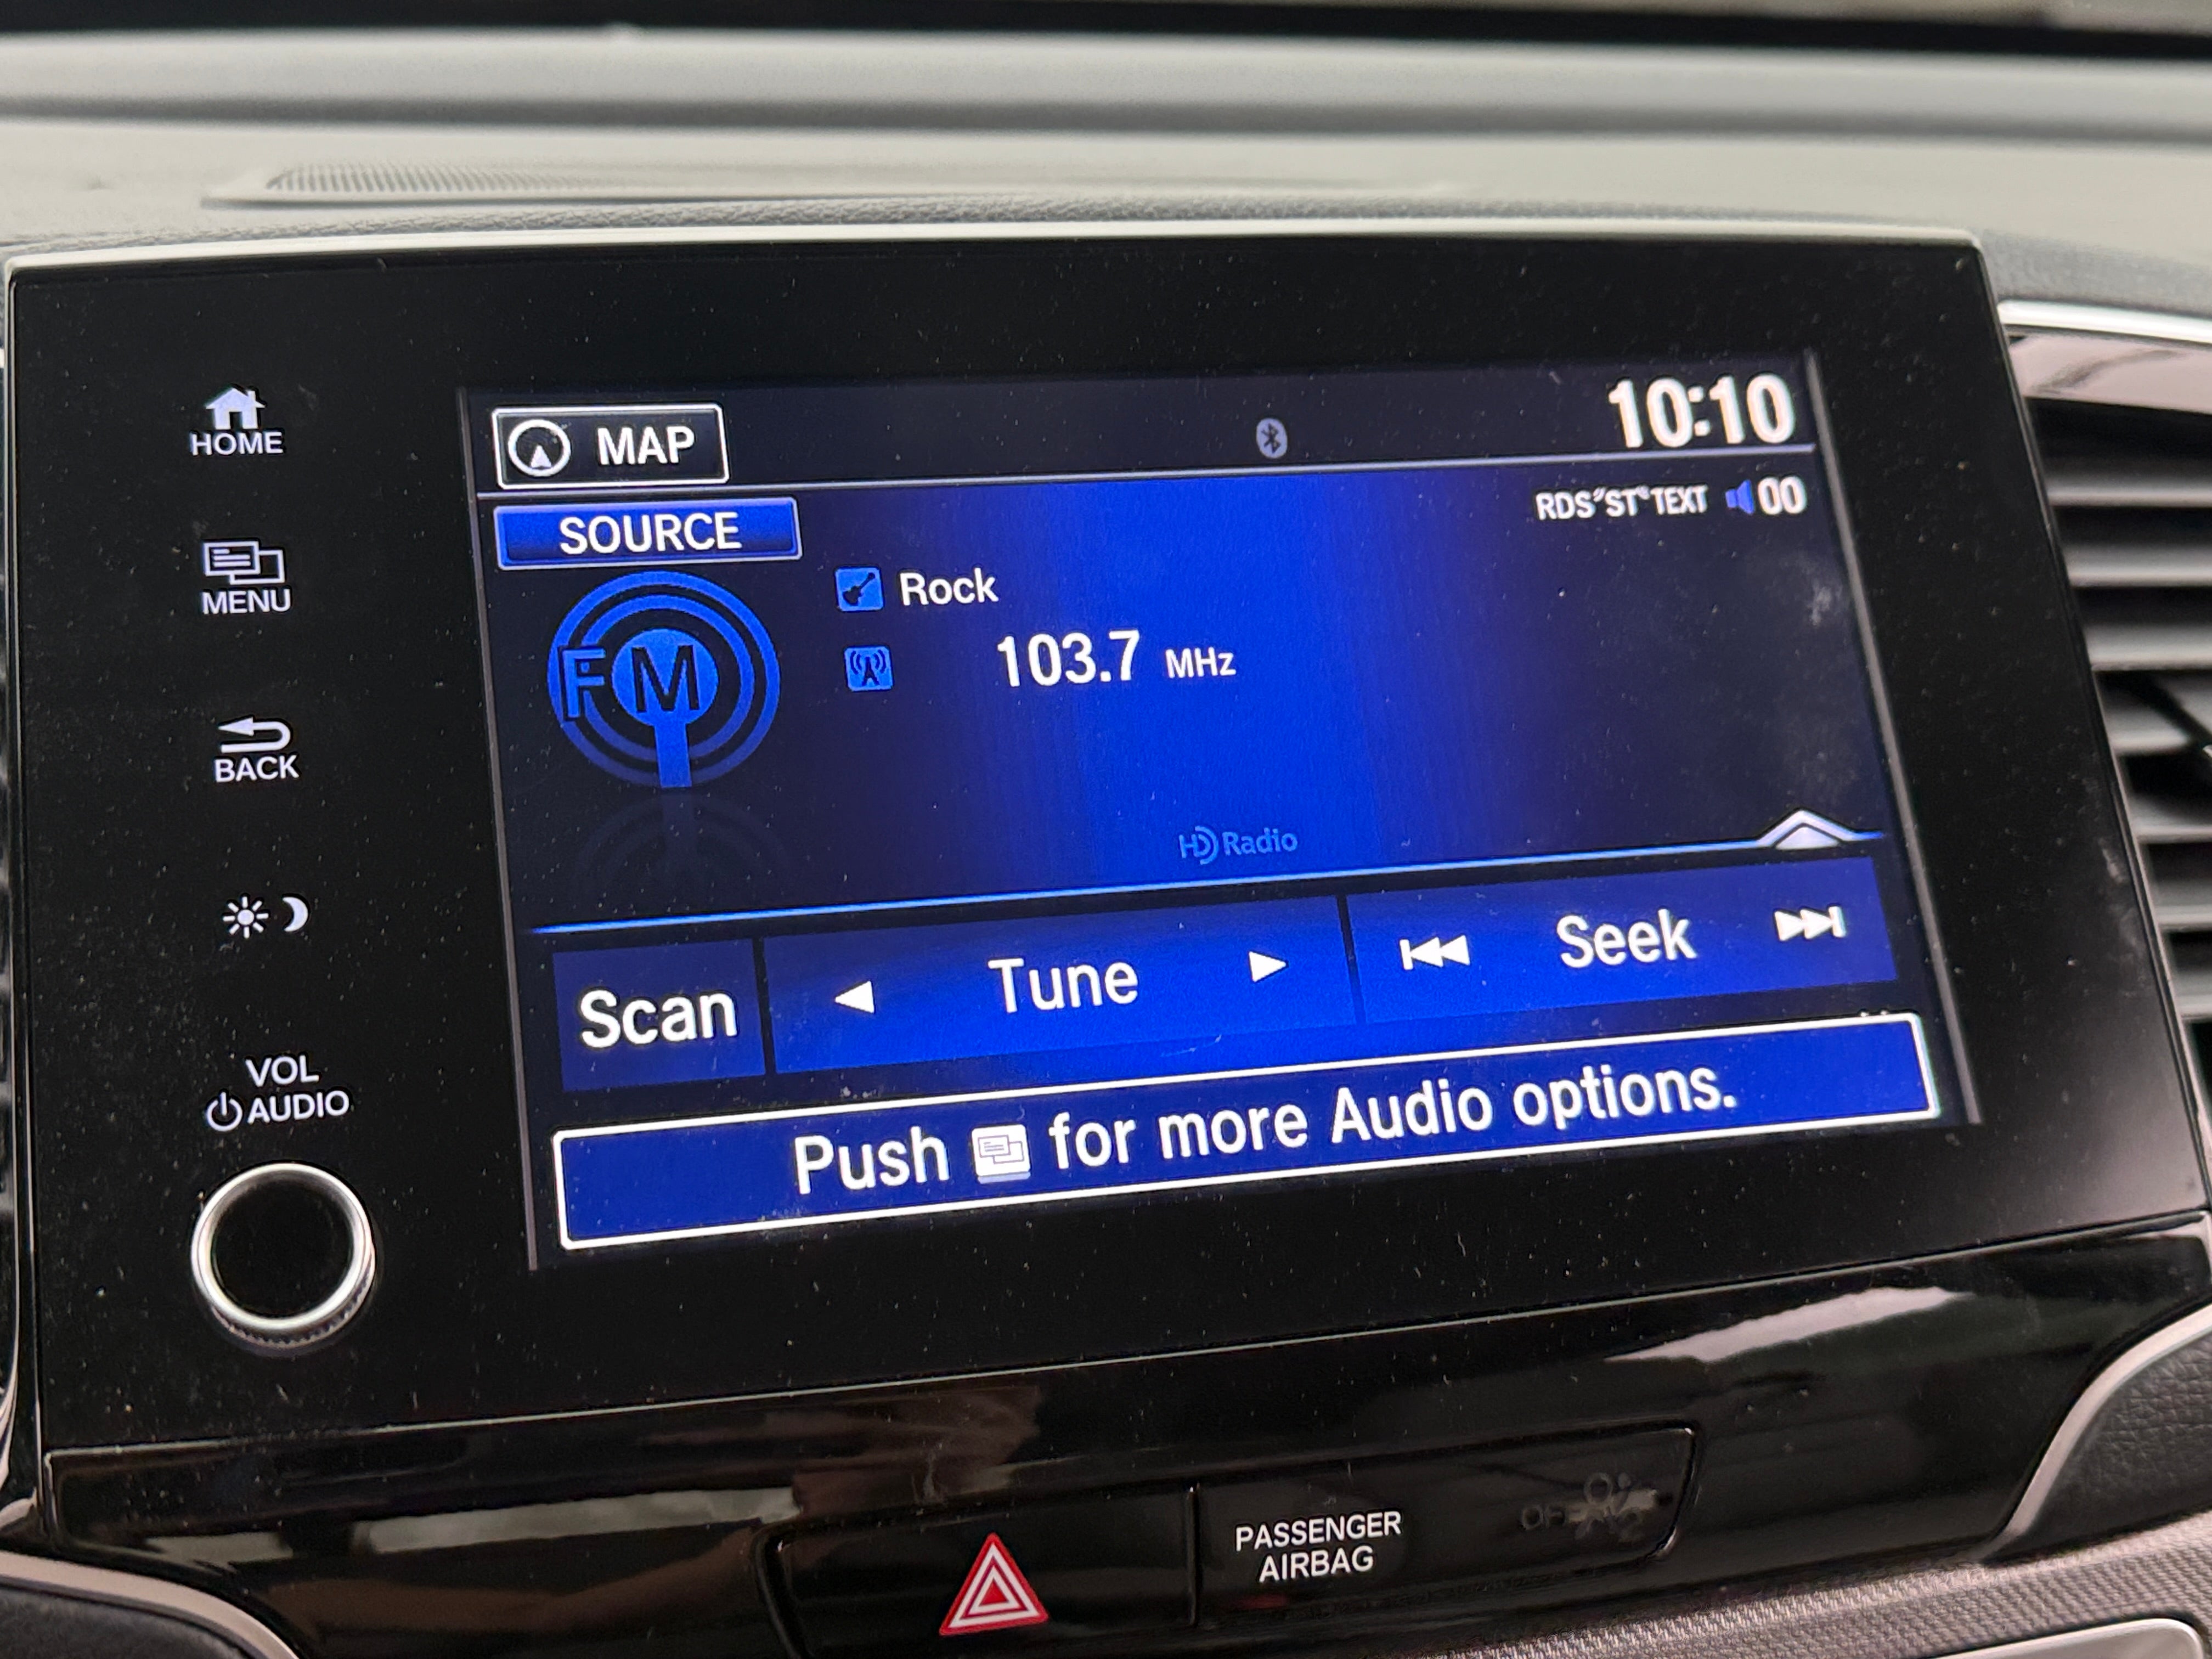 HOME
MENU
BACK
VOL
AUDIO
MAP
10:10
SOURCE
RDS ST TEXT 00
FM
Rock
103.7 MHz
HD Radio
Scan
Tune
Seek
Push for more Audio options.
PASSENGER
AIRBAG
OFF